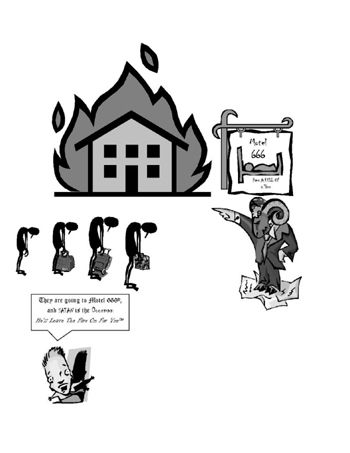 Motel
666
They are going to Motel 666,
and SATAN is the
He'll Leave The Fire On For You™